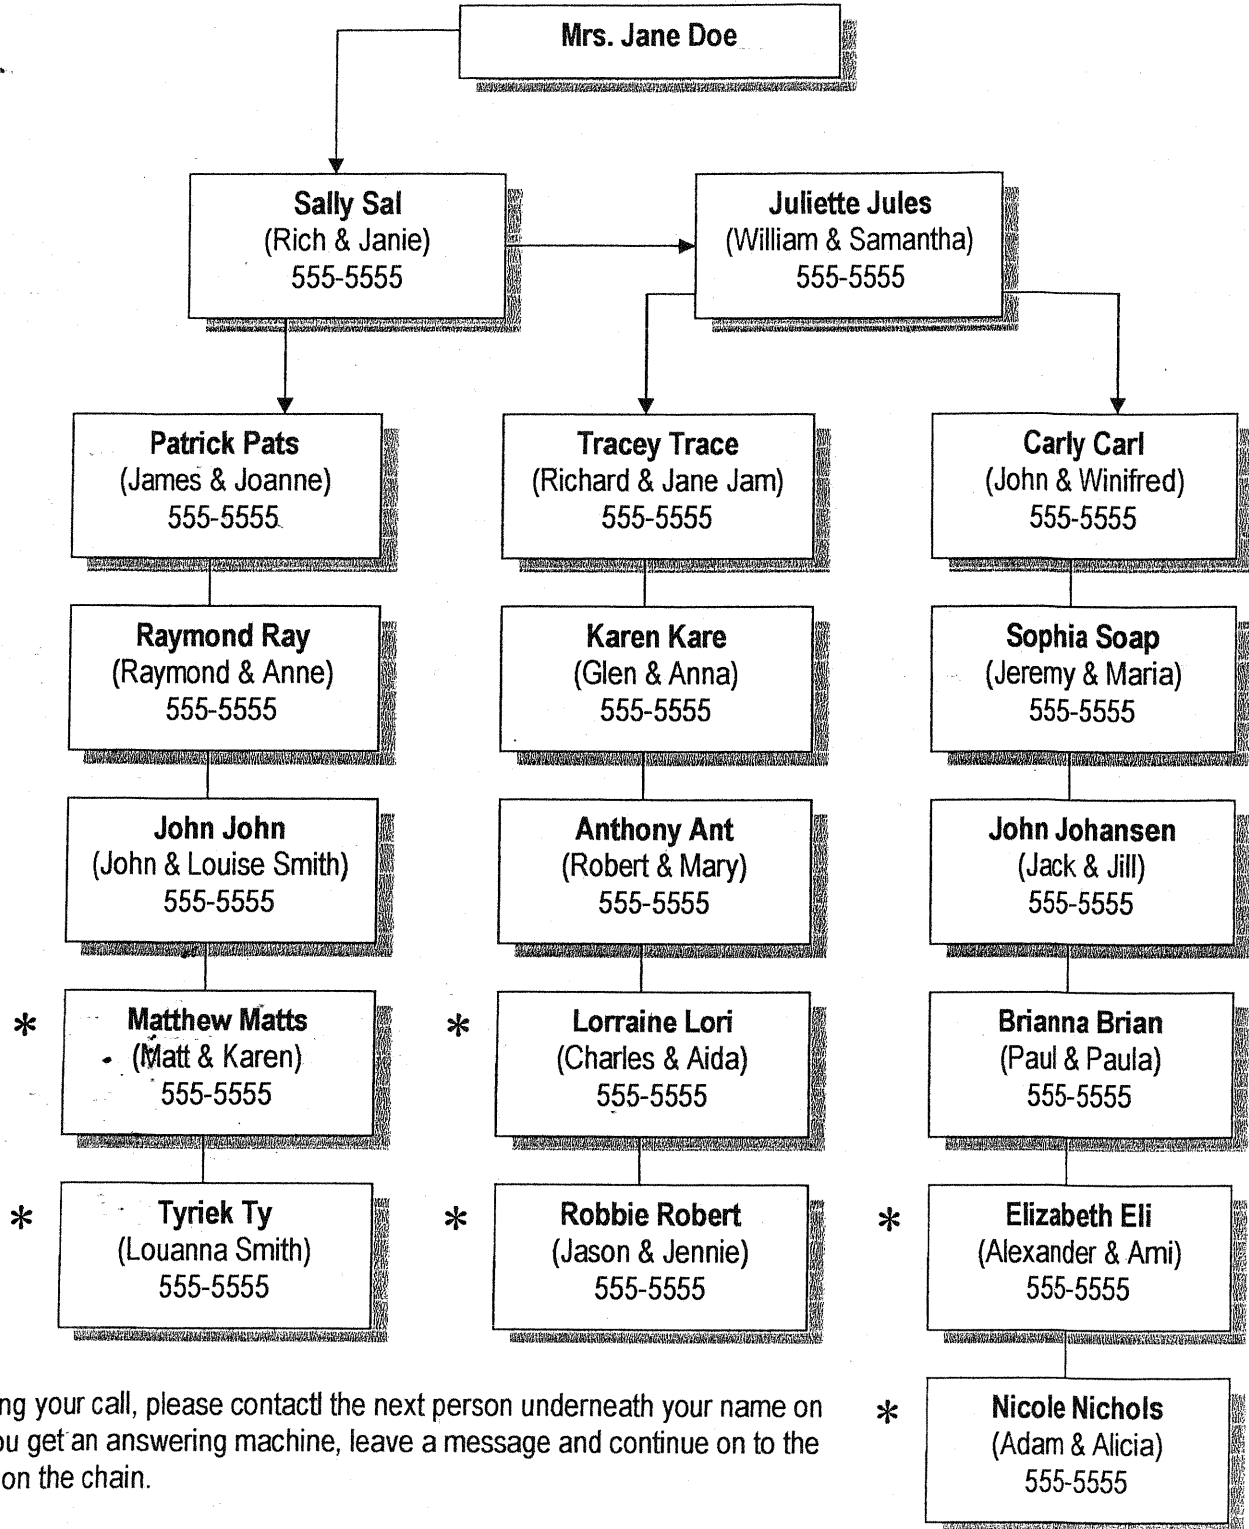 Mrs. Jane Doe
Sally Sal
(Rich & Janie)
555-5555
Juliette Jules
(William & Samantha)
555-5555
Patrick Pats
(James & Joanne)
555-5555
Tracey Trace
(Richard & Jane Jam)
555-5555
Carly Carl
(John & Winifred)
555-5555
Raymond Ray
(Raymond & Anne)
555-5555
Karen Kare
(Glen & Anna)
555-5555
Sophia Soap
(Jeremy & Maria)
555-5555
John John
(John & Louise Smith)
555-5555
Anthony Ant
(Robert & Mary)
555-5555
John Johansen
(Jack & Jill)
555-5555
* Matthew Matts
(Matt & Karen)
555-5555
* Lorraine Lori
(Charles & Aida)
555-5555
Brianna Brian
(Paul & Paula)
555-5555
* Tyriek Ty
(Louanna Smith)
555-5555
* Robbie Robert
(Jason & Jennie)
555-5555
* Elizabeth Eli
(Alexander & Ami)
555-5555
ng your call, please contactl the next person underneath your name on
ou get an answering machine, leave a message and continue on to the
on the chain.
* Nicole Nichols
(Adam & Alicia)
555-5555